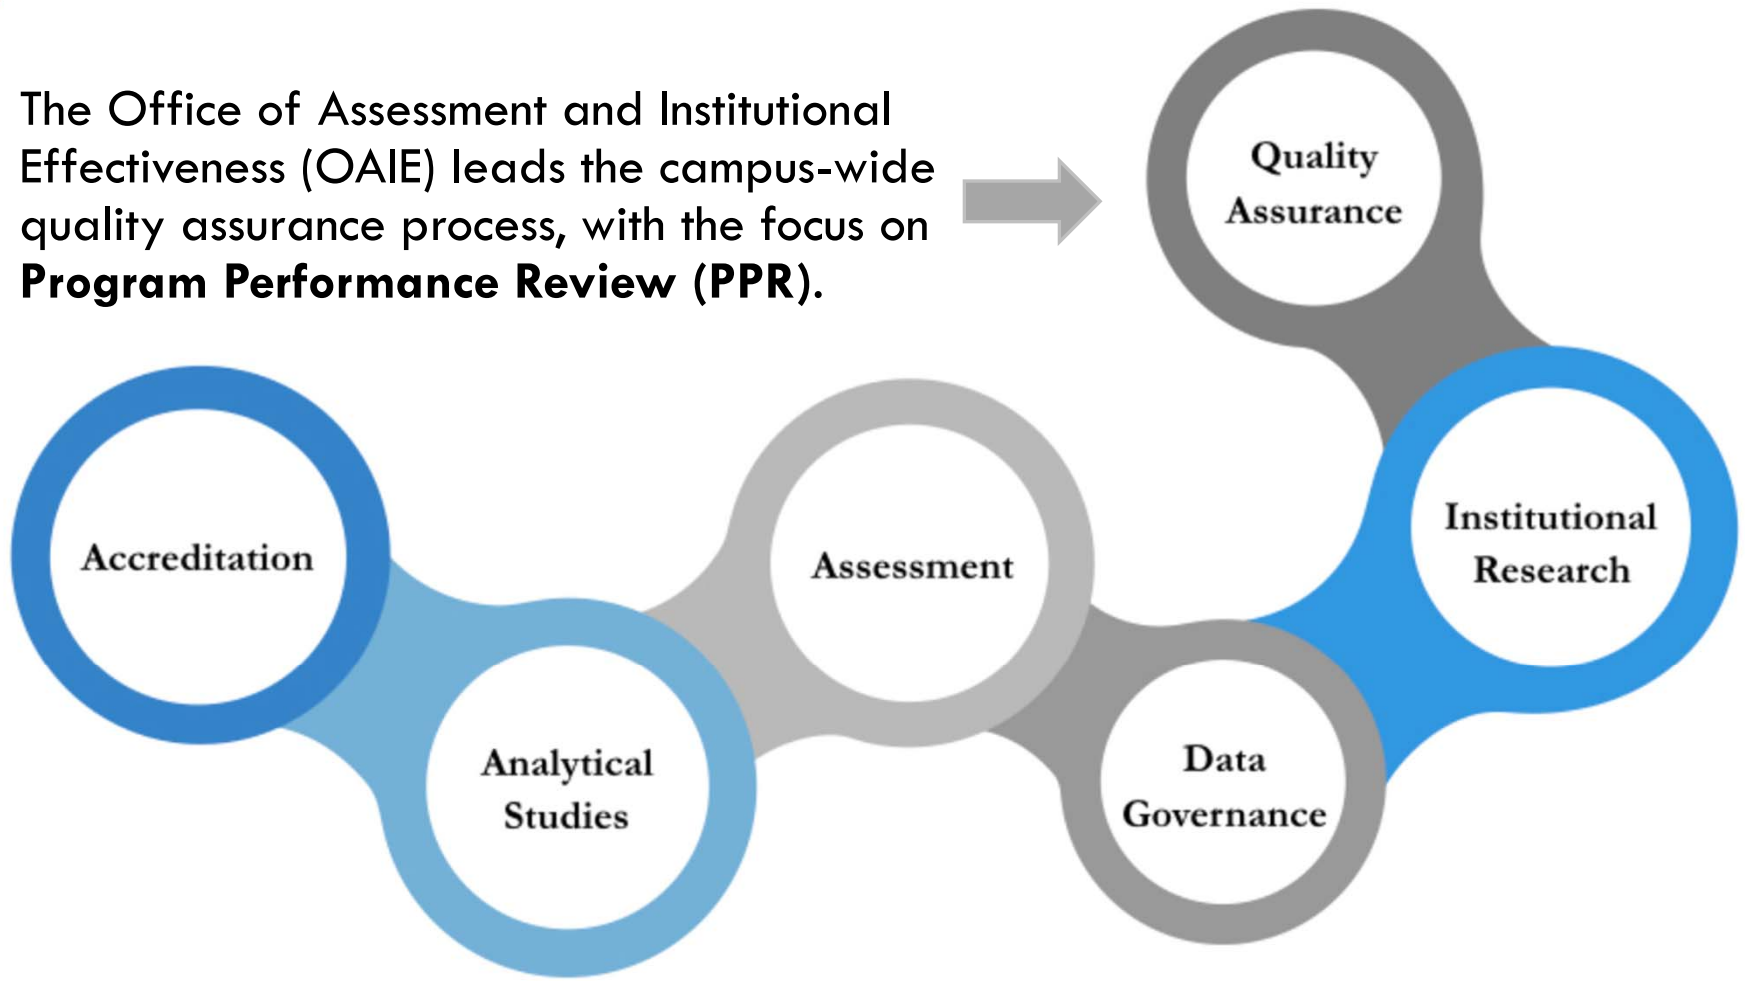 The Office of Assessment and Institutional
Effectiveness (OAIE) leads the campus-wide
quality assurance process, with the focus on
Program Performance Review (PPR).
Quality
Assurance
Accreditation
Analytical
Studies
Assessment
Data
Governance
Institutional
Research